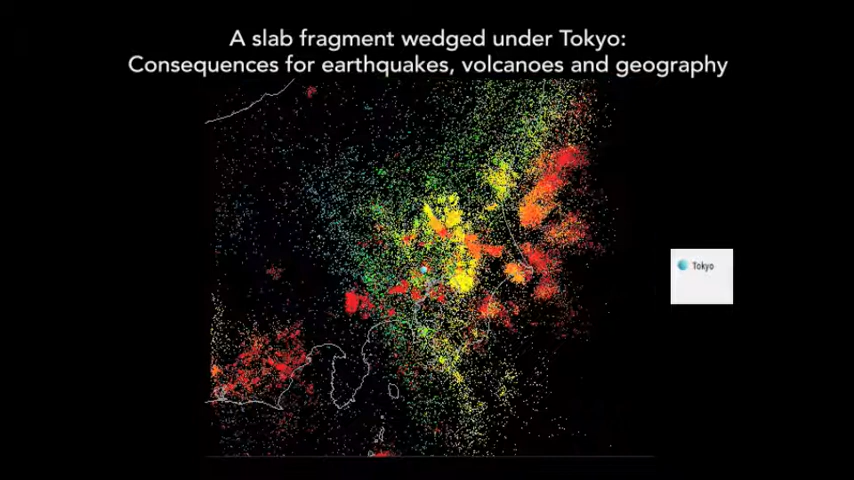 A slab fragment wedged under Tokyo:
Consequences for earthquakes, volcanoes and geography
Tokyo